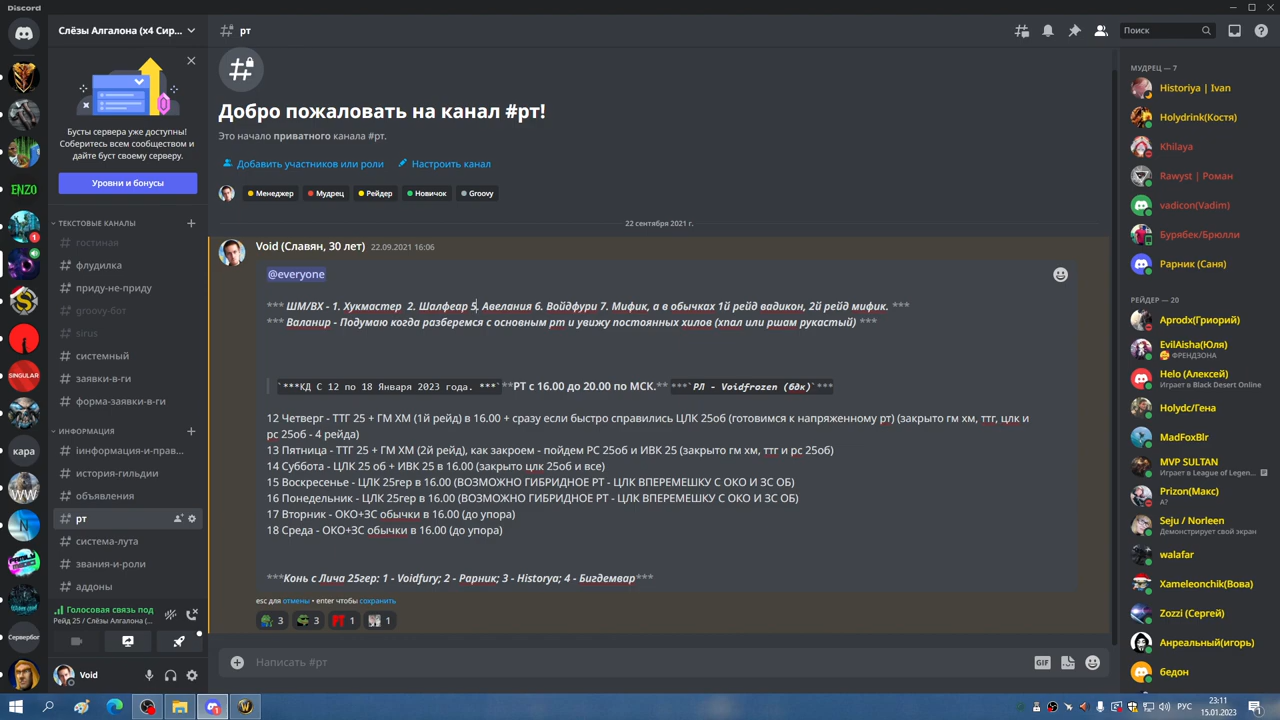 Discord
Слёзы Алгалона (x4 Сир...
рт
Поиск
Бусты сервера уже доступны!
Соберитесь всем сообществом и
дайте буст своему серверу.
Уровни и бонусы
ТЕКСТОВЫЕ КАНАЛЫ
гостиная
флудилка
приду-не-приду
groovy-бот
sirus
системный
заявки-в-ги
форма-заявки-в-ги
ИНФОРМАЦИЯ
іинформация-и-прав...
история-гильдии
объявления
рт
система-лута
звания-и-роли
аддоны
Голосовая связь под
Рейд 25 / Слёзы Алгалона (...
Void
ENZO
1
SINGULAR
кара
WW
Сервербот
Добро пожаловать на канал #рт!
Это начало приватного канала #рт.
Добавить участников или роли
Настроить канал
Менеджер
Мудрец
Рейдер
Новичок
Groovy
22 сентября 2021 г.
Void (Славян, 30 лет) 22.09.2021 16:06
@everyone
*** ШМ/ВХ - 1. Хукмастер 2. Шалфеар 5. Авелания 6. Войдфури 7. Мифик, а в обычках 1й рейд вадикон, 2й рейд мифик. ***
*** Валанир - Подумаю когда разберемся с основным рт и увижу постоянных хилов (хпал или ршам рукастый) ***
`***КД С 12 по 18 Января 2023 года. ***`**РТ с 16.00 до 20.00 по МСК.** ***`РЛ - Voidfrozen (бдк)`***
12 Четверг - ТТГ 25 + ГМ ХМ (1й рейд) в 16.00 + сразу если быстро справились ЦЛК 25об (готовимся к напряженному рт) (закрыто гм хм, ттг, цлк и
рс 25об - 4 рейда)
13 Пятница - ТТГ 25 + ГМ ХМ (2й рейд), как закроем - пойдем РС 25об и ИВК 25 (закрыто гм хм, ттг и рс 25об)
14 Суббота - ЦЛК 25 об + ИВК 25 в 16.00 (закрыто цлк 25об и все)
15 Воскресенье - ЦЛК 25гер в 16.00 (ВОЗМОЖНО ГИБРИДНОЕ РТ - ЦЛК ВПЕРЕМЕШКУ С ОКО И ЗС ОБ)
16 Понедельник - ЦЛК 25гер в 16.00 (ВОЗМОЖНО ГИБРИДНОЕ РТ - ЦЛК ВПЕРЕМЕШКУ С ОКО И ЗС ОБ)
17 Вторник - ОКО+ЗС обычки в 16.00 (до упора)
18 Среда - ОКО+ЗС обычки в 16.00 (до упора)
***Конь с Лича 25гер: 1 - Voidfury; 2 - Рарник; 3 - Historya; 4 - Бигдемвар***
esc для отмены • enter чтобы сохранить
3
3
1
1
Написать #рт
GIF
МУДРЕЦ — 7
Historiya | Ivan
Holydrink(Костя)
Khilaya
Rawyst | Роман
vadicon(Vadim)
Бурябек/Брюлли
Рарник (Саня)
РЕЙДЕР — 20
Aprodx(Гриорий)
EvilAisha(Юля)
ФРЕНДЗОНА
Helo (Алексей)
Играет в Black Desert Online
Holydc/Гена
MadFoxBlr
MVP SULTAN
Играет в League of Legen...
Prizon(Макс)
А?
Seju / Norleen
Демонстрирует свой экран
walafar
Xameleonchik(Вова)
Zozzi (Сергей)
Анреальный(игорь)
бедон
РУС
23:11
15.01.2023
1